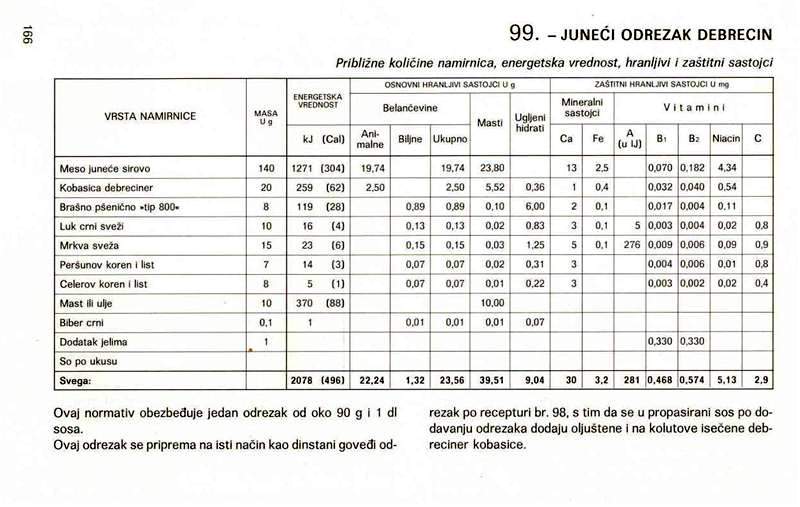 166
99. – JUNEĆI ODREZAK DEBRECIN
Približne količine namirnica, energetska vrednost, hranljivi i zaštitni sastojci
VRSTA NAMIRNICE MASA U g ENERGETSKA VREDNOST kJ (Cal) OSNOVNI HRANLJIVI SASTOJCI U g Belančevine Animalne Biljne Ukupno Masti Ugljeni hidrati ZAŠTITNI HRANLJIVI SASTOJCI U mg Mineralni sastojci Ca Fe Vitamini A (u IJ) B1 B2 Niacin C
Meso juneće sirovo 140 1271 (304) 19,74 19,74 23,80 13 2,5 0,070 0,182 4,34
Kobasica debreciner 20 259 (62) 2,50 2,50 5,52 0,36 1 0,4 0,032 0,040 0,54
Brašno pšenično »tip 800« 8 119 (28) 0,89 0,89 0,10 6,00 2 0,1 0,017 0,004 0,11
Luk crni sveži 10 16 (4) 0,13 0,13 0,02 0,83 3 0,1 5 0,003 0,004 0,02 0,8
Mrkva sveža 15 23 (6) 0,15 0,15 0,03 1,25 5 0,1 276 0,009 0,006 0,09 0,9
Peršunov koren i list 7 14 (3) 0,07 0,07 0,02 0,31 3 0,004 0,006 0,01 0,8
Celerov koren i list 8 5 (1) 0,07 0,07 0,01 0,22 3 0,003 0,002 0,02 0,4
Mast ili ulje 10 370 (88) 10,00
Biber crni 0,1 1 0,01 0,01 0,01 0,07
Dodatak jelima 1 0,330 0,330
So po ukusu
Svega: 2078 (496) 22,24 1,32 23,56 39,51 9,04 30 3,2 281 0,468 0,574 5,13 2,9
Ovaj normativ obezbeđuje jedan odrezak od oko 90 g i 1 dl
sosa.
Ovaj odrezak se priprema na isti način kao dinstani goveđi od-
rezak po recepturi br. 98, s tim da se u propasirani sos po do-
davanju odrezaka dodaju oljuštene i na kolutove isečene deb-
reciner kobasice.